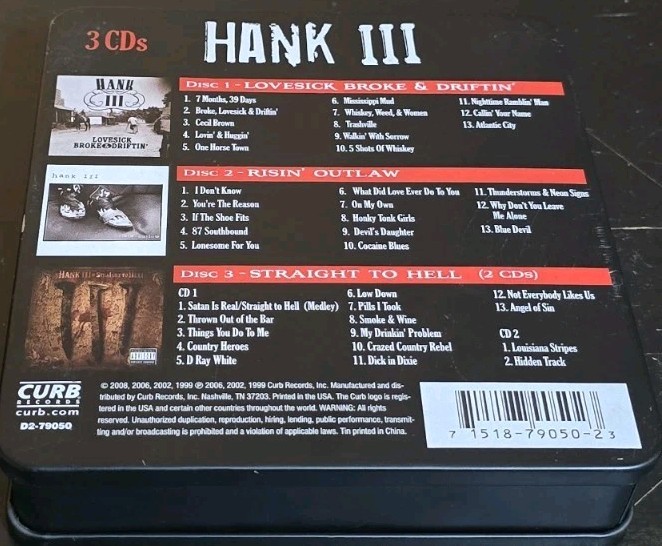 3 CDs
HANK III
DISC 1 - LOVESICK BROKE & DRIFTIN'
HANK
III
LOVESICK
BROKE & DRIFTIN'
1. 7 Months, 39 Days
2. Broke, Lovesick & Driftin'
3. Cecil Brown
4. Lovin' & Huggin'
5. One Horse Town
6. Mississippi Mud
7. Whiskey, Weed, & Women
8. Trashville
9. Walkin' With Sorrow
10. 5 Shots Of Whiskey
11. Nighttime Ramblin' Man
12. Callin' Your Name
13. Atlantic City
DISC 2 - RISIN' OUTLAW
hank III
1. I Don't Know
2. You're The Reason
3. If The Shoe Fits
4. 87 Southbound
5. Lonesome For You
6. What Did Love Ever Do To You
7. On My Own
8. Honky Tonk Girls
9. Devil's Daughter
10. Cocaine Blues
11. Thunderstorms & Neon Signs
12. Why Don't You Leave
Me Alone
13. Blue Devil
DISC 3 - STRAIGHT TO HELL (2 CDs)
HANK III • Straight to Hell
CD 1
1. Satan Is Real/Straight to Hell (Medley)
2. Thrown Out of the Bar
3. Things You Do To Me
4. Country Heroes
5. D Ray White
6. Low Down
7. Pills I Took
8. Smoke & Wine
9. My Drinkin' Problem
10. Crazed Country Rebel
11. Dick in Dixie
12. Not Everybody Likes Us
13. Angel of Sin
CD 2
1. Louisiana Stripes
2. Hidden Track
CURB
RECORDS
curb.com
D2-79050
© 2008, 2006, 2002, 1999 ℗ 2006, 2002, 1999 Curb Records, Inc. Manufactured and dis-
tributed by Curb Records, Inc. Nashville, TN 37203. Printed in the USA. The Curb logo is regis-
tered in the USA and certain other countries throughout the world. WARNING: All rights
reserved. Unauthorized duplication, reproduction, hiring, lending, public performance, transmit-
ting and/or broadcasting is prohibited and a violation of applicable laws. Tin printed in China.
7 1518-79050-2 3